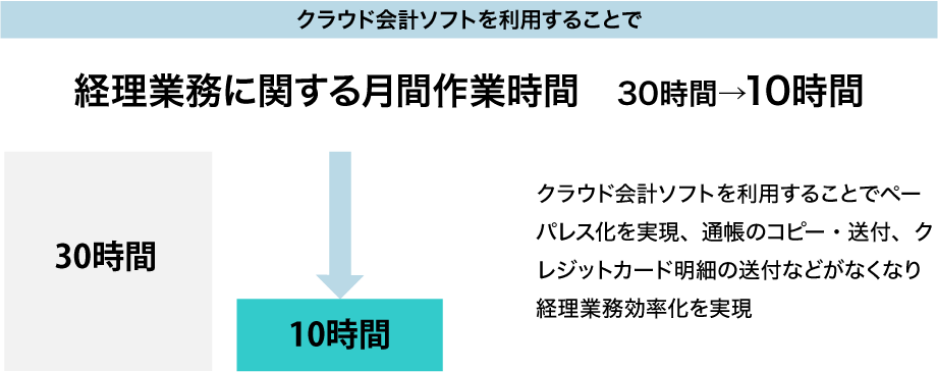 クラウド会計ソフトを利用することで
経理業務に関する月間作業時間　30時間→10時間
30時間
10時間
クラウド会計ソフトを利用することでペー
パレス化を実現、通帳のコピー・送付、ク
レジットカード明細の送付などがなくなり
経理業務効率化を実現